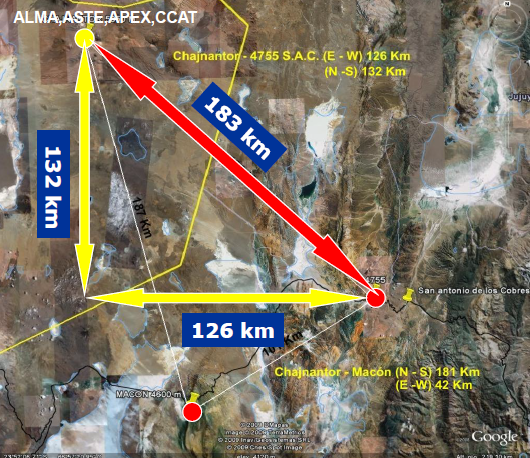 ALMA,ASTE,APEX,CCAT
Chajnantor - 4755 S.A.C. (E - W) 126 Km
(N -S) 132 Km
Jujuy
183 km
132 km
187 Km
4755
San antonio de los Cobres
126 km
Chajnantor - Macón (N - S) 181 Km
(E -W) 42 Km
MACON 4600 m
Google